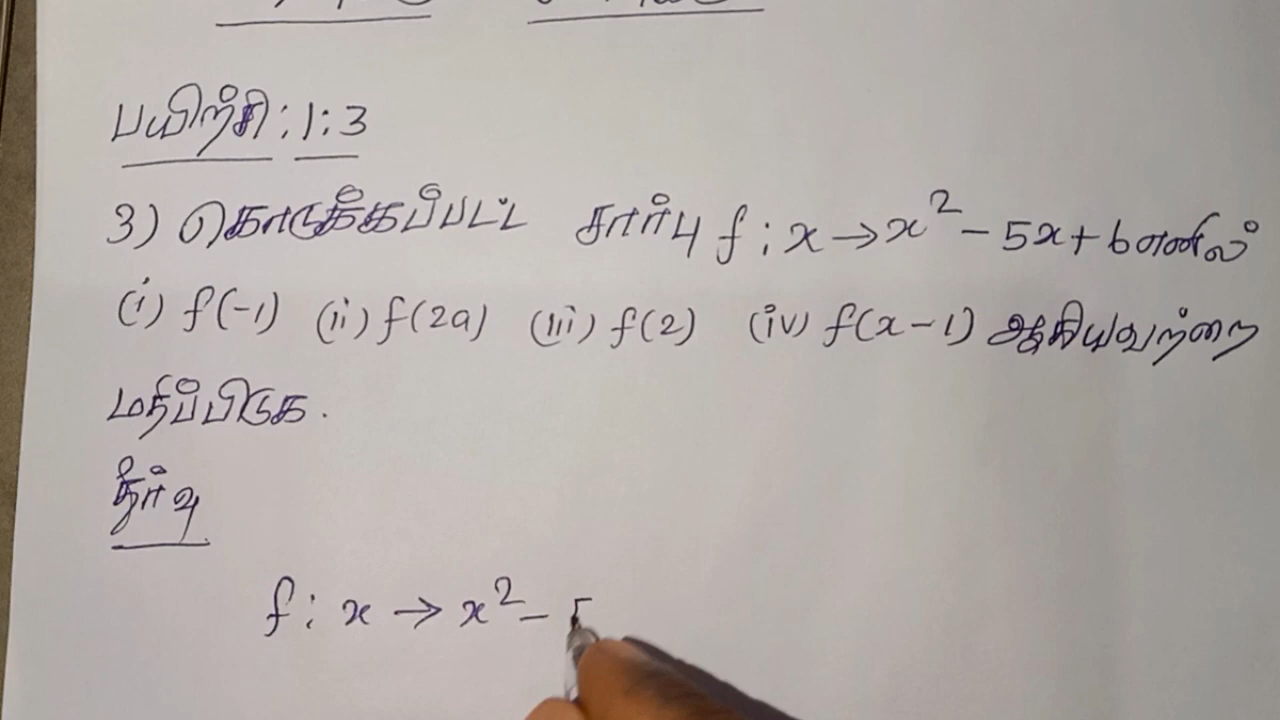 பயிற்சி : 1 : 3
3) கொடுக்கப்பட்ட சார்பு f : x → x² - 5x + 6 எனில்
(i) f(-1) (ii) f(2a) (iii) f(2) (iv) f(x-1) ஆகியவற்றை
மதிப்பிடுக .
தீர்வு
f : x → x² - 5